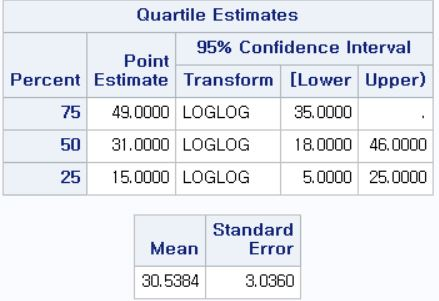 Quartile Estimates
Percent Point Estimate 95% Confidence Interval
Transform [Lower Upper)
75 49.0000 LOGLOG 35.0000 .
50 31.0000 LOGLOG 18.0000 46.0000
25 15.0000 LOGLOG 5.0000 25.0000
Mean Standard Error
30.5384 3.0360